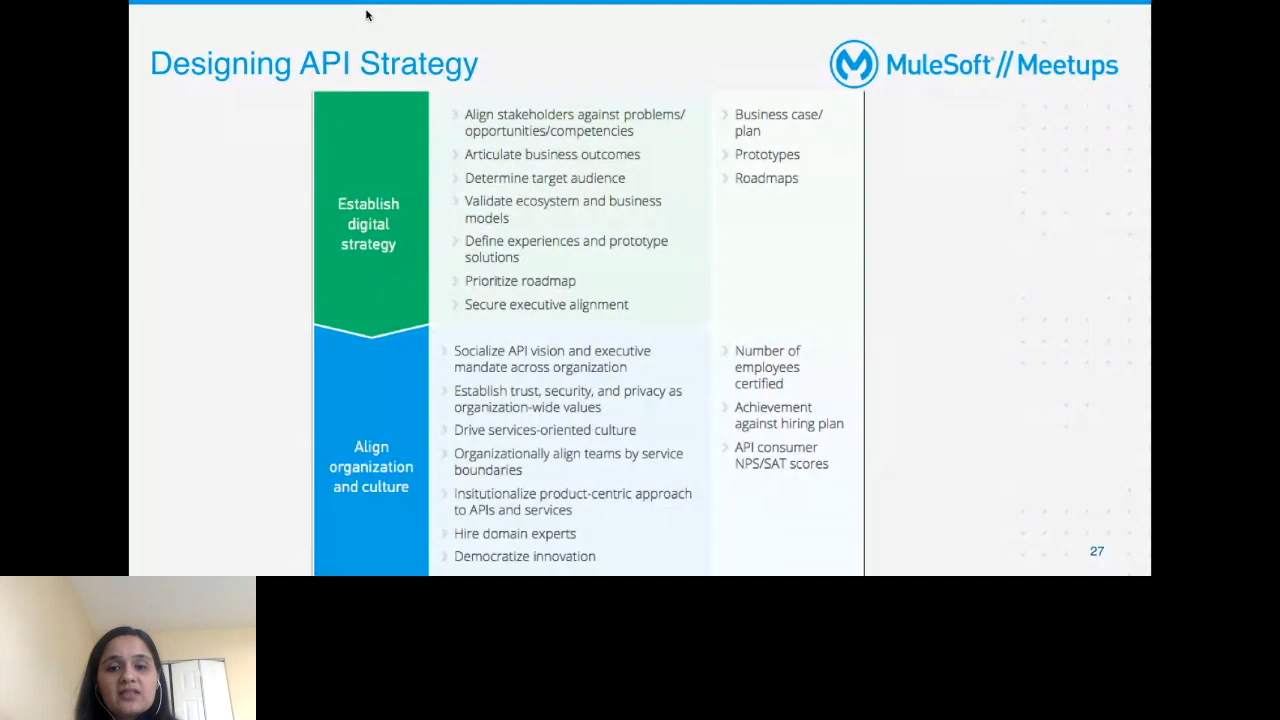 Designing API Strategy
MuleSoft // Meetups
Establish
digital
strategy
Align stakeholders against problems/
opportunities/competencies
Articulate business outcomes
Determine target audience
Validate ecosystem and business
models
Define experiences and prototype
solutions
Prioritize roadmap
Secure executive alignment
Business case/
plan
Prototypes
Roadmaps
Align
organization
and culture
Socialize API vision and executive
mandate across organization
Establish trust, security, and privacy as
organization-wide values
Drive services-oriented culture
Organizationally align teams by service
boundaries
Insitutionalize product-centric approach
to APIs and services
Hire domain experts
Democratize innovation
Number of
employees
certified
Achievement
against hiring plan
API consumer
NPS/SAT scores
27